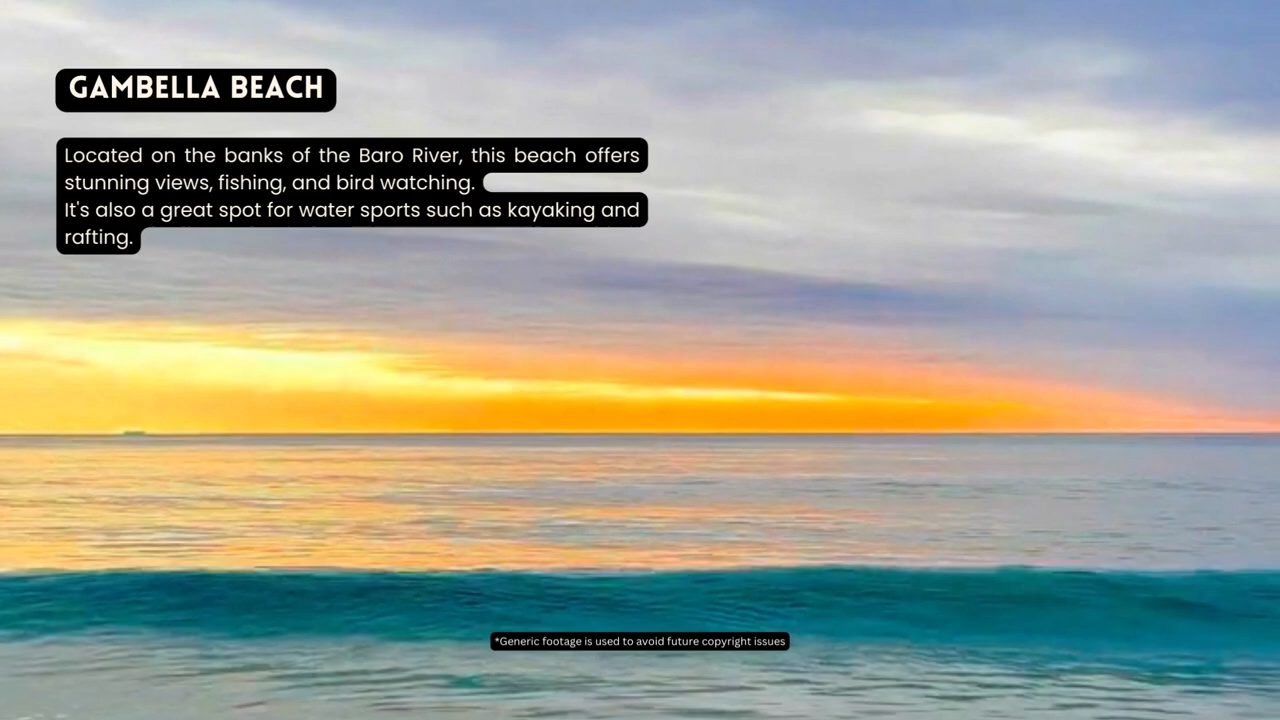 GAMBELLA BEACH
Located on the banks of the Baro River, this beach offers
stunning views, fishing, and bird watching.
It's also a great spot for water sports such as kayaking and
rafting.
*Generic footage is used to avoid future copyright issues